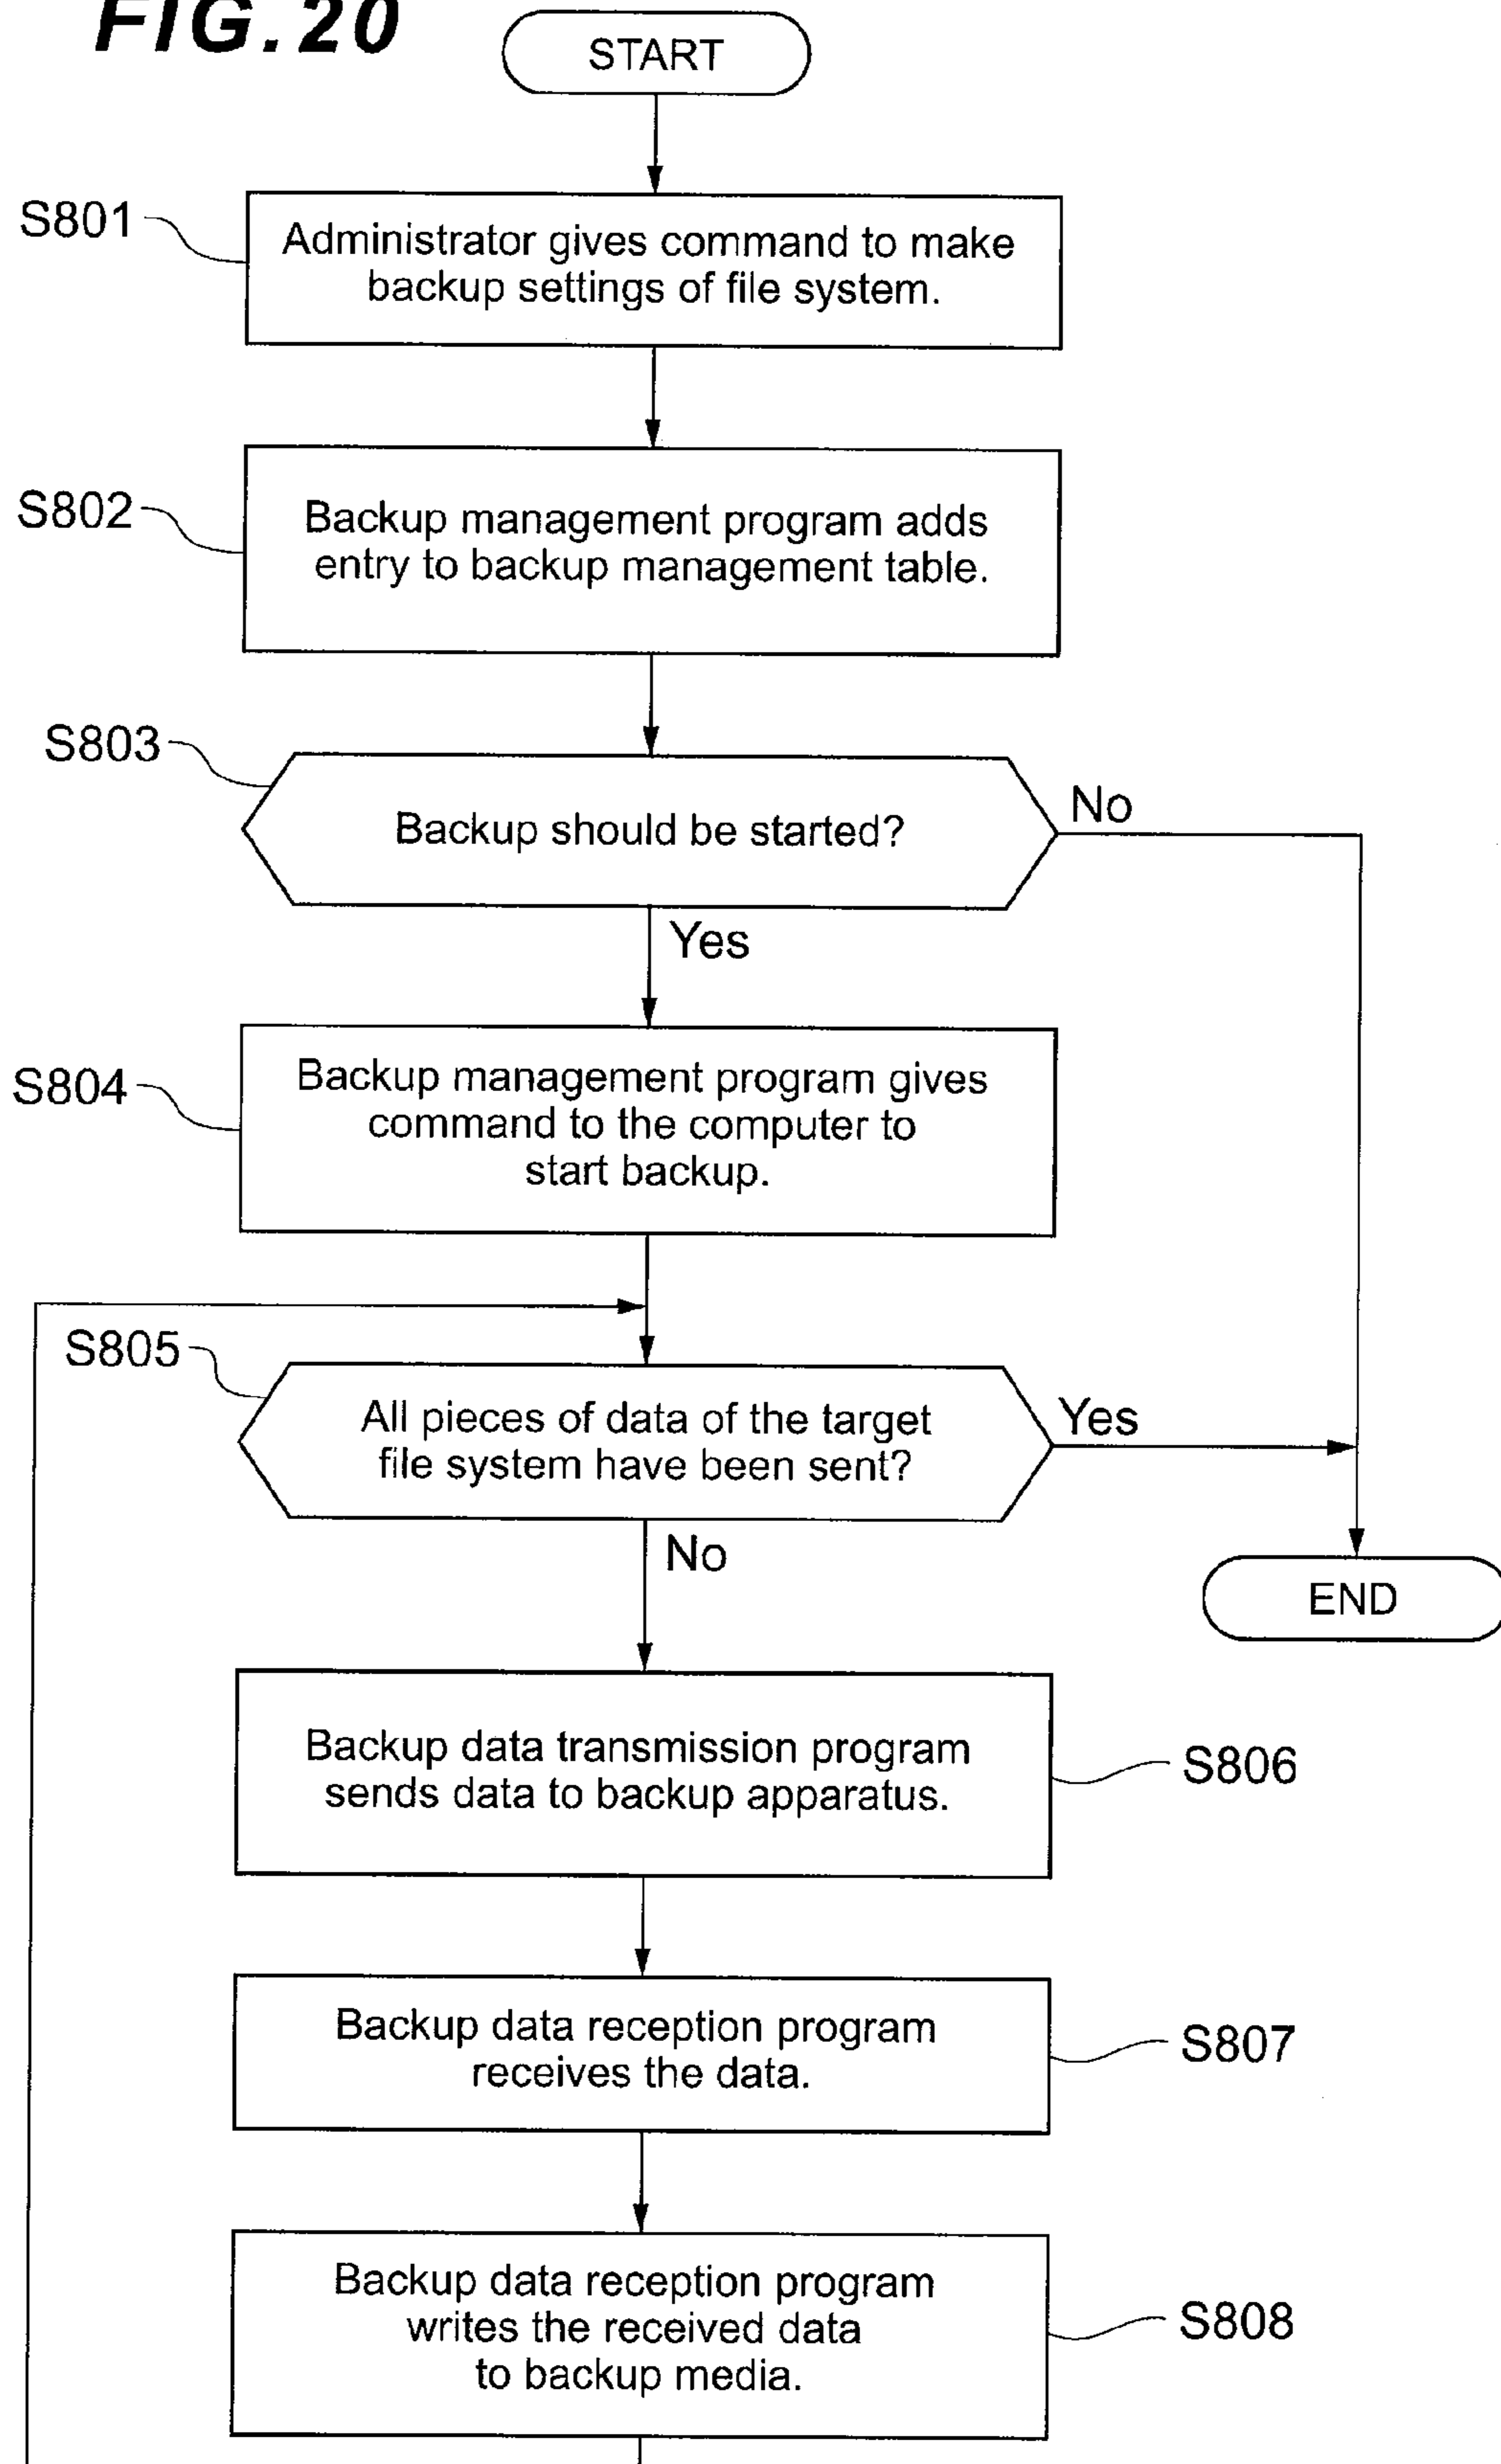 FIG.20
START
S801
Administrator gives command to make
backup settings of file system.
S802
Backup management program adds
entry to backup management table.
S803
Backup should be started?
No
Yes
S804
Backup management program gives
command to the computer to
start backup.
S805
All pieces of data of the target
file system have been sent?
Yes
No
END
Backup data transmission program
sends data to backup apparatus.
S806
Backup data reception program
receives the data.
S807
Backup data reception program
writes the received data
to backup media.
S808